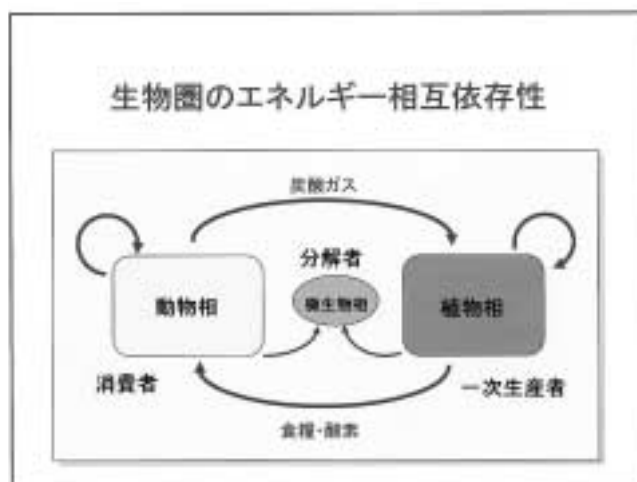 生物圏のエネルギー相互依存性
炭酸ガス
分解者
動物相
微生物相
植物相
消費者
一次生産者
食糧・酸素